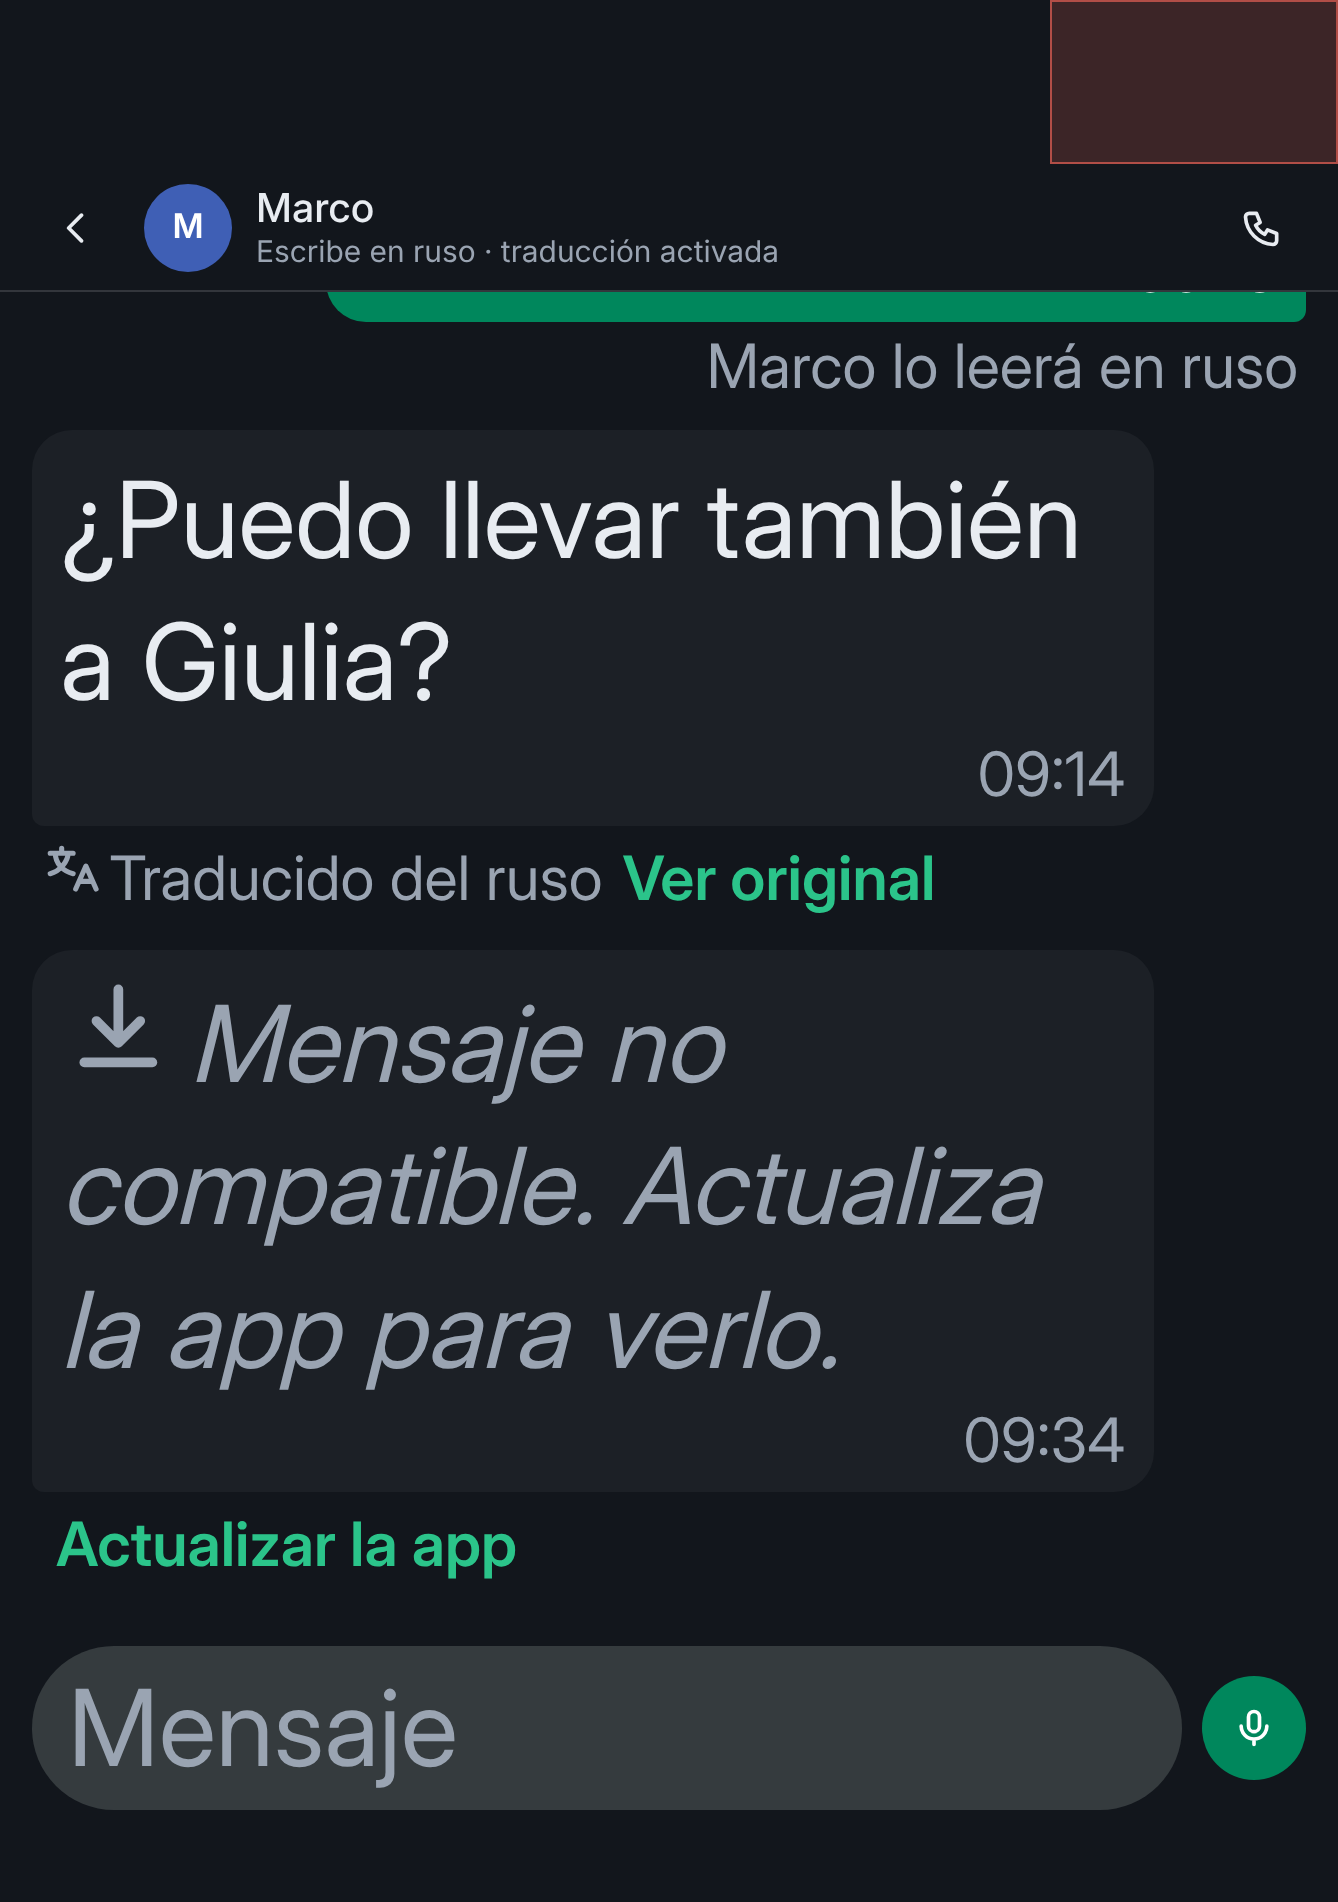 M
Marco
Escribe en ruso · traducción activada
Marco lo leerá en ruso
¿Puedo llevar también
a Giulia?
09:14
Traducido del ruso Ver original
Mensaje no
compatible. Actualiza
la app para verlo.
09:34
Actualizar la app
Mensaje